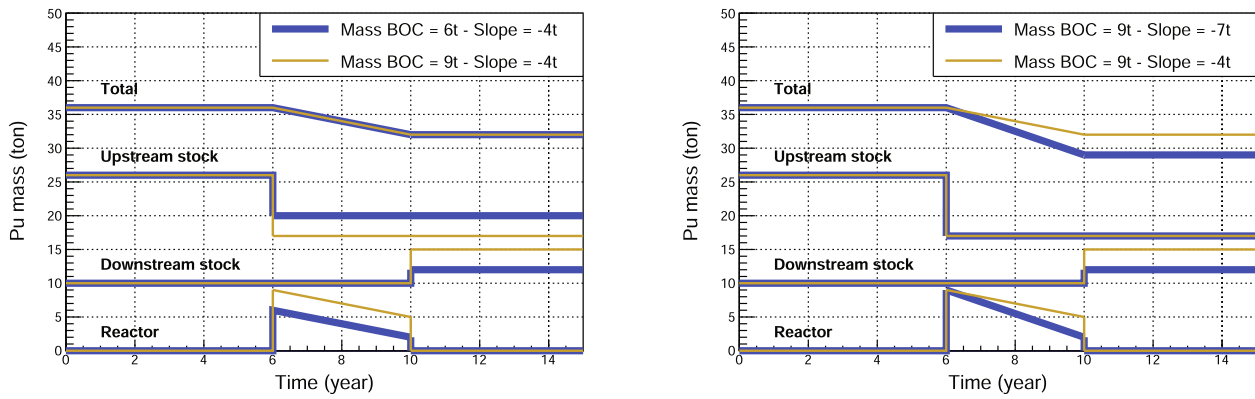 50
45
40
35
30
25
20
15
10
5
0
Pu mass (ton)
Mass BOC = 6t - Slope = -4t
Mass BOC = 9t - Slope = -4t
Total
Upstream stock
Downstream stock
Reactor
0 2 4 6 8 10 12 14
Time (year)
50
45
40
35
30
25
20
15
10
5
0
Pu mass (ton)
Mass BOC = 9t - Slope = -7t
Mass BOC = 9t - Slope = -4t
Total
Upstream stock
Downstream stock
Reactor
0 2 4 6 8 10 12 14
Time (year)